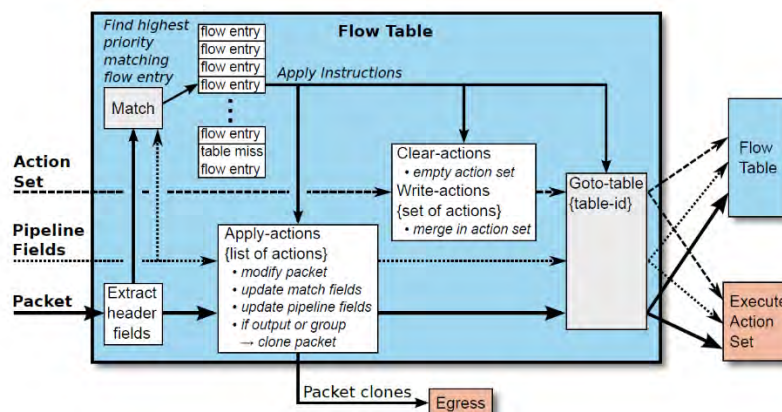 Find highest
priority
matching
flow entry
flow entry
flow entry
flow entry
flow entry
Flow Table
Apply Instructions
Match
flow entry
table miss
flow entry
Action
Set
Clear-actions
• empty action set
Write-actions
{set of actions}
• merge in action set
Goto-table
{table-id}
Flow
Table
Pipeline
Fields
Apply-actions
{list of actions}
• modify packet
• update match fields
• update pipeline fields
• if output or group
→ clone packet
Packet
Extract
header
fields
Execute
Action
Set
Packet clones
Egress